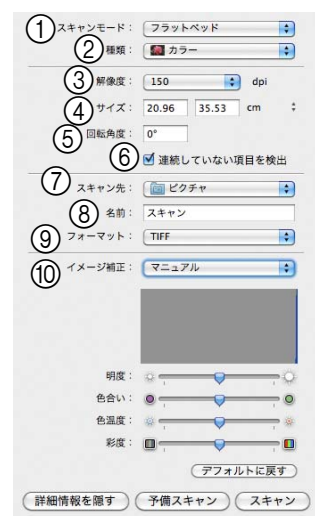 ① スキャンモード： フラットベッド
② 種類： カラー
③ 解像度： 150 dpi
④ サイズ： 20.96 35.53 cm
⑤ 回転角度： 0°
⑥ 連続していない項目を検出
⑦ スキャン先： ピクチャ
⑧ 名前： スキャン
⑨ フォーマット： TIFF
⑩ イメージ補正： マニュアル
明度：
色合い：
色温度：
彩度：
デフォルトに戻す
詳細情報を隠す 予備スキャン スキャン